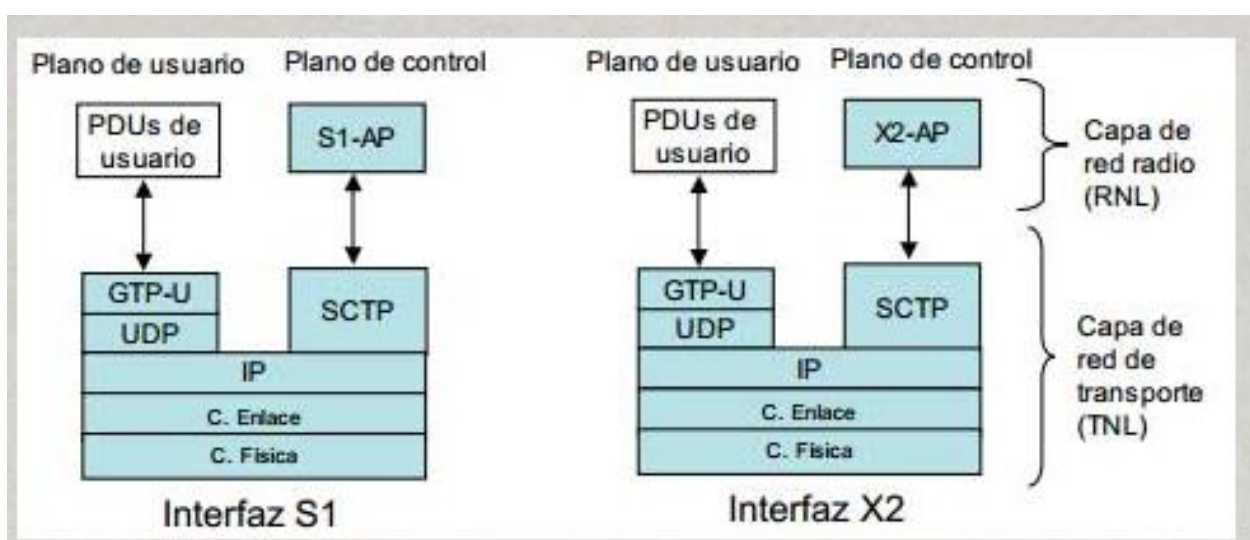 Plano de usuario
Plano de control
PDUs de
usuario
S1-AP
GTP-U
UDP
SCTP
IP
C. Enlace
C. Física
Interfaz S1
Plano de usuario
Plano de control
PDUs de
usuario
X2-AP
GTP-U
UDP
SCTP
IP
C. Enlace
C. Física
Interfaz X2
Capa de
red radio
(RNL)
Capa de
red de
transporte
(TNL)